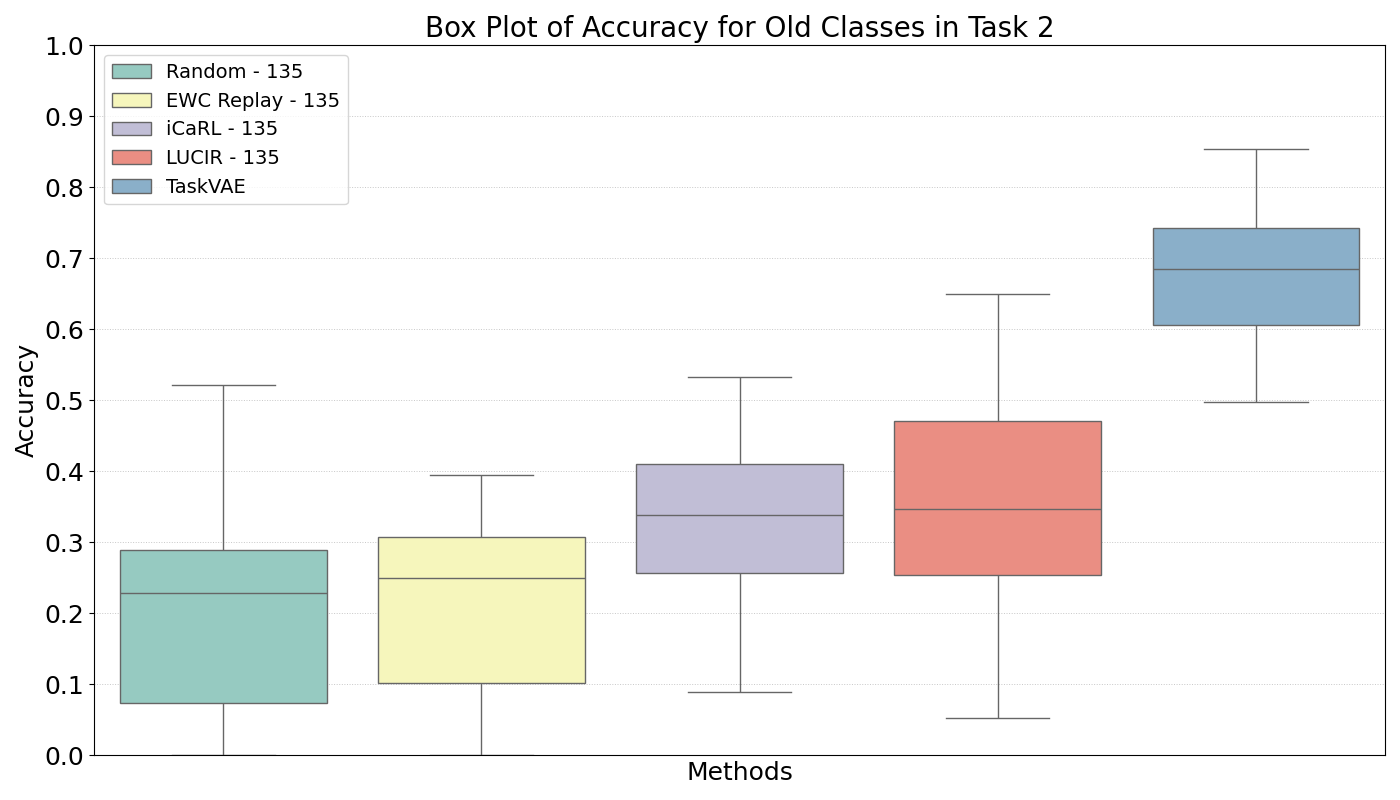 Box Plot of Accuracy for Old Classes in Task 2
1.0
0.9
0.8
0.7
0.6
0.5
0.4
0.3
0.2
0.1
0.0
Accuracy
Random - 135
EWC Replay - 135
iCaRL - 135
LUCIR - 135
TaskVAE
Methods